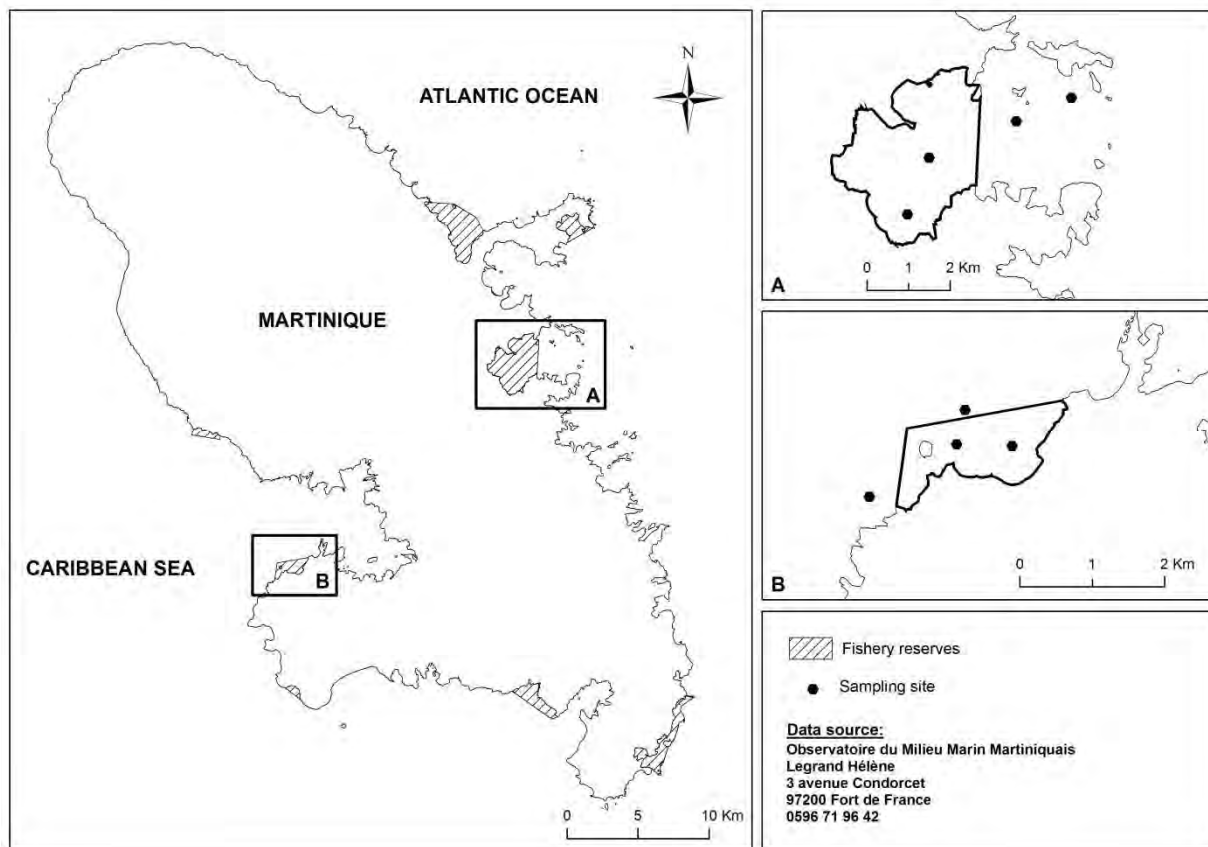 N
ATLANTIC OCEAN
MARTINIQUE
A
CARIBBEAN SEA
B
0 5 10 Km
0 1 2 Km
A
0 1 2 Km
B
Fishery reserves
Sampling site
Data source:
Observatoire du Milieu Marin Martiniquais
Legrand Hélène
3 avenue Condorcet
97200 Fort de France
0596 71 96 42